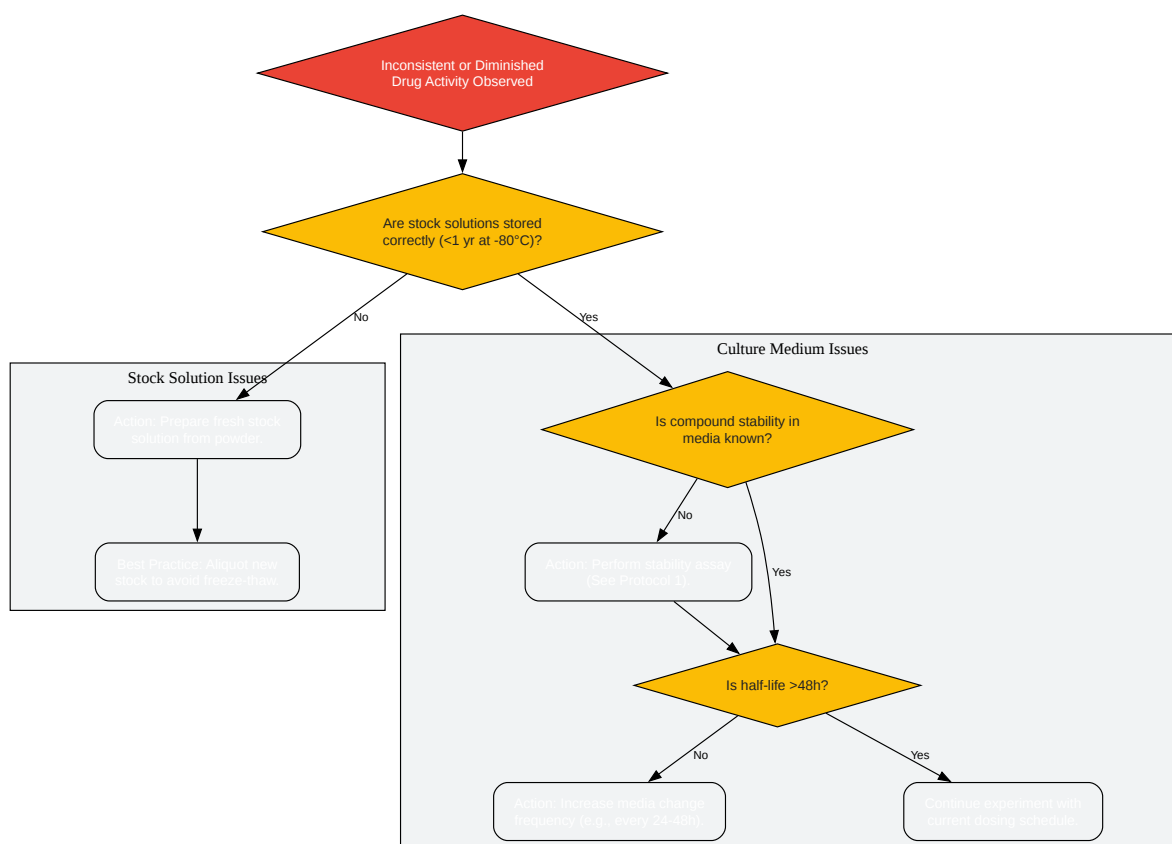 Inconsistent or Diminished
Drug Activity Observed
Are stock solutions stored
correctly (<1 yr at -80°C)?
No
Yes
Stock Solution Issues
Action: Prepare fresh stock
solution from powder.
Best Practice: Aliquot new
stock to avoid freeze-thaw.
Culture Medium Issues
Is compound stability in
media known?
No
Yes
Action: Perform stability assay
(See Protocol 1).
Is half-life >48h?
No
Yes
Action: Increase media change
frequency (e.g., every 24-48h).
Continue experiment with
current dosing schedule.